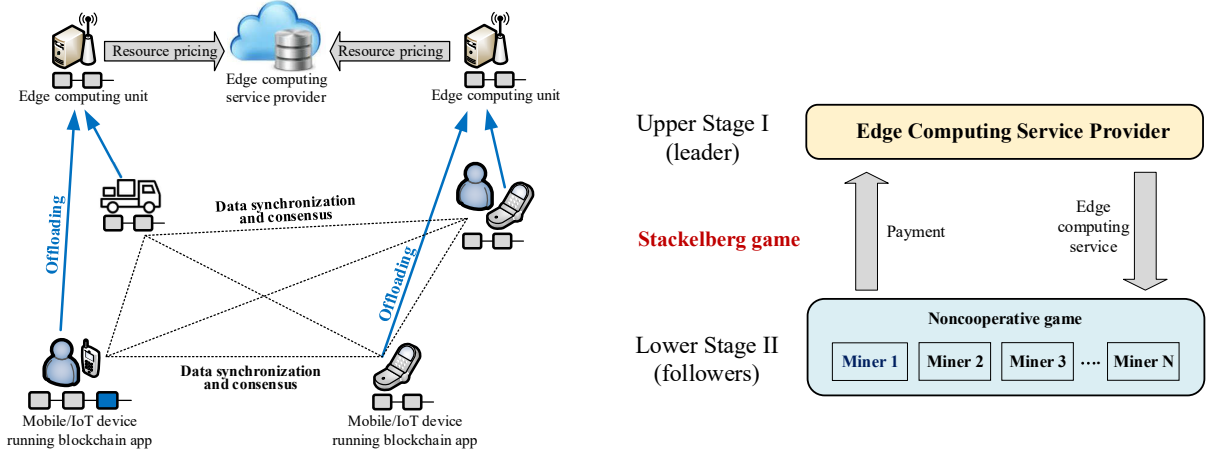 Resource pricing
Resource pricing
Edge computing unit
Edge computing
service provider
Edge computing unit
Offloading
Data synchronization
and consensus
Offloading
Data synchronization
and consensus
Mobile/IoT device
running blockchain app
Mobile/IoT device
running blockchain app
Upper Stage I
(leader)
Edge Computing Service Provider
Stackelberg game
Payment
Edge
computing
service
Lower Stage II
(followers)
Noncooperative game
Miner 1 Miner 2 Miner 3 .... Miner N